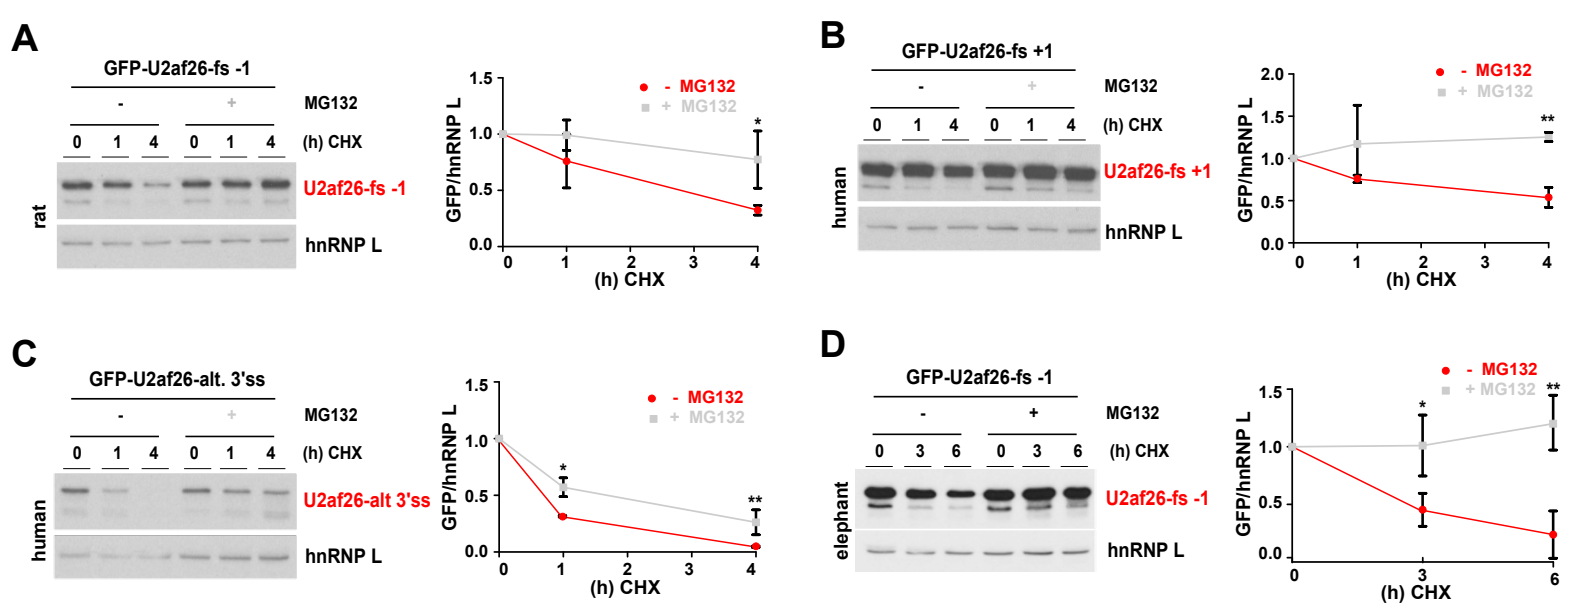 A
GFP-U2af26-fs -1
- + MG132
0 1 4 0 1 4 (h) CHX
U2af26-fs -1
hnRNP L
rat
GFP/hnRNP L
1.5
1.0
0.5
0.0
0 1 2 3 4
(h) CHX
- MG132
+ MG132
*
B
GFP-U2af26-fs +1
- + MG132
0 1 4 0 1 4 (h) CHX
U2af26-fs +1
hnRNP L
human
GFP/hnRNP L
2.0
1.5
1.0
0.5
0.0
0 1 2 3 4
(h) CHX
- MG132
+ MG132
**
C
GFP-U2af26-alt. 3'ss
- + MG132
0 1 4 0 1 4 (h) CHX
U2af26-alt 3'ss
hnRNP L
human
GFP/hnRNP L
1.5
1.0
0.5
0.0
0 1 2 3 4
(h) CHX
- MG132
+ MG132
*
**
D
GFP-U2af26-fs -1
- + MG132
0 3 6 0 3 6 (h) CHX
U2af26-fs -1
hnRNP L
elephant
GFP/hnRNP L
1.5
1.0
0.5
0.0
0 3 6
(h) CHX
- MG132
+ MG132
*
**